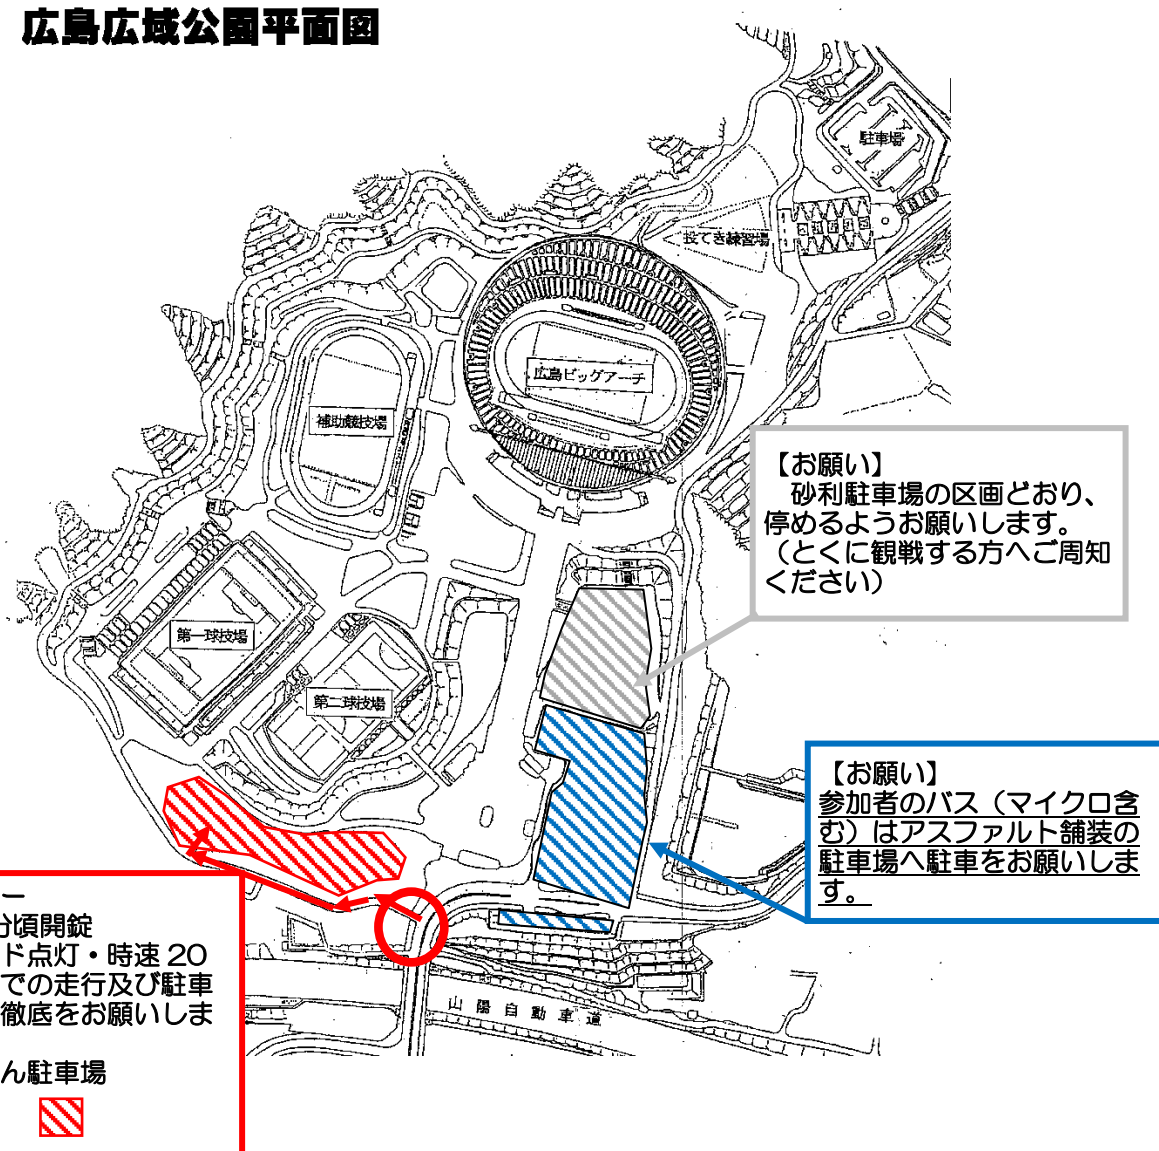 広島広域公園平面図
駐車場
投てき練習場
広島ビッグアーチ
補助競技場
【お願い】
砂利駐車場の区画どおり、
停めるようお願いします。
（とくに観戦する方へご周知
ください）
第一球技場
第二球技場
【お願い】
参加者のバス（マイクロ含
む）はアスファルト舗装の
駐車場へ駐車をお願いしま
す。
ー
分頃開錠
ド点灯・時速 20
での走行及び駐車
徹底をお願いしま
ん駐車場
山陽自動車道